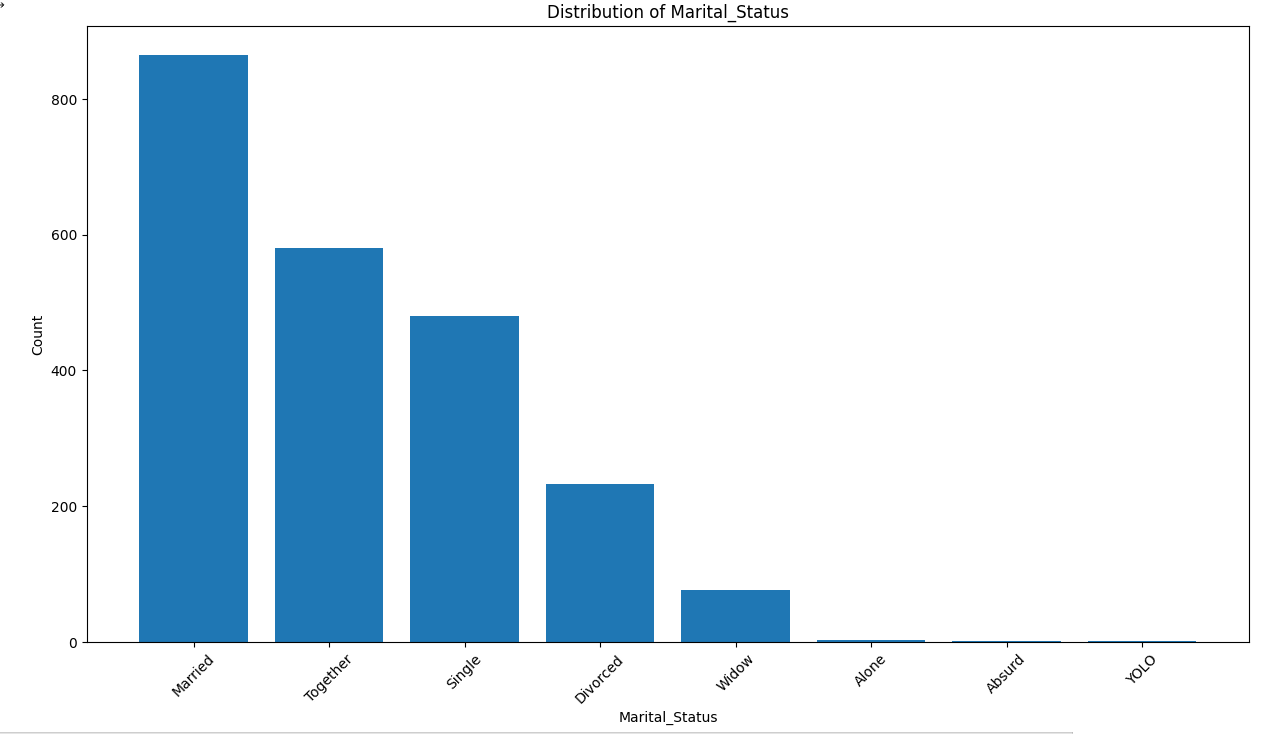 Distribution of Marital_Status
Count
800
600
400
200
0
Married
Together
Single
Divorced
Widow
Alone
Absurd
YOLO
Marital_Status